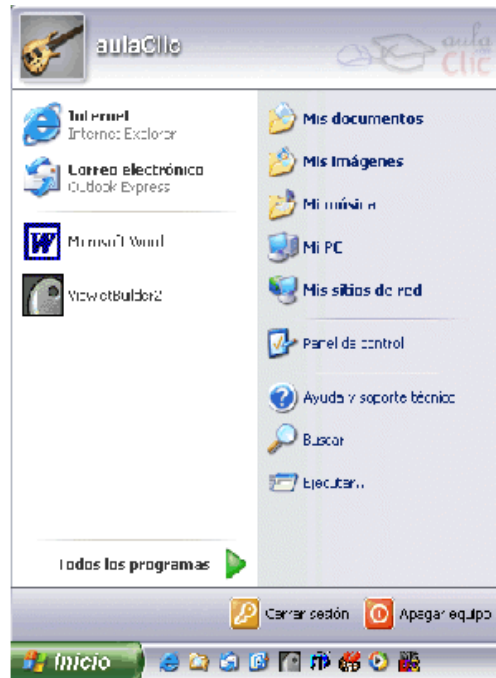 aulaClic
aula
Clic
Internet
Internet Explorer
Correo electrónico
Outlook Express
Microsoft Word
ViewletBuilder2
Todos los programas
Mis documentos
Mis imágenes
Mi música
Mi PC
Mis sitios de red
Panel de control
Ayuda y soporte técnico
Buscar
Ejecutar...
Cerrar sesión
Apagar equipo
Inicio